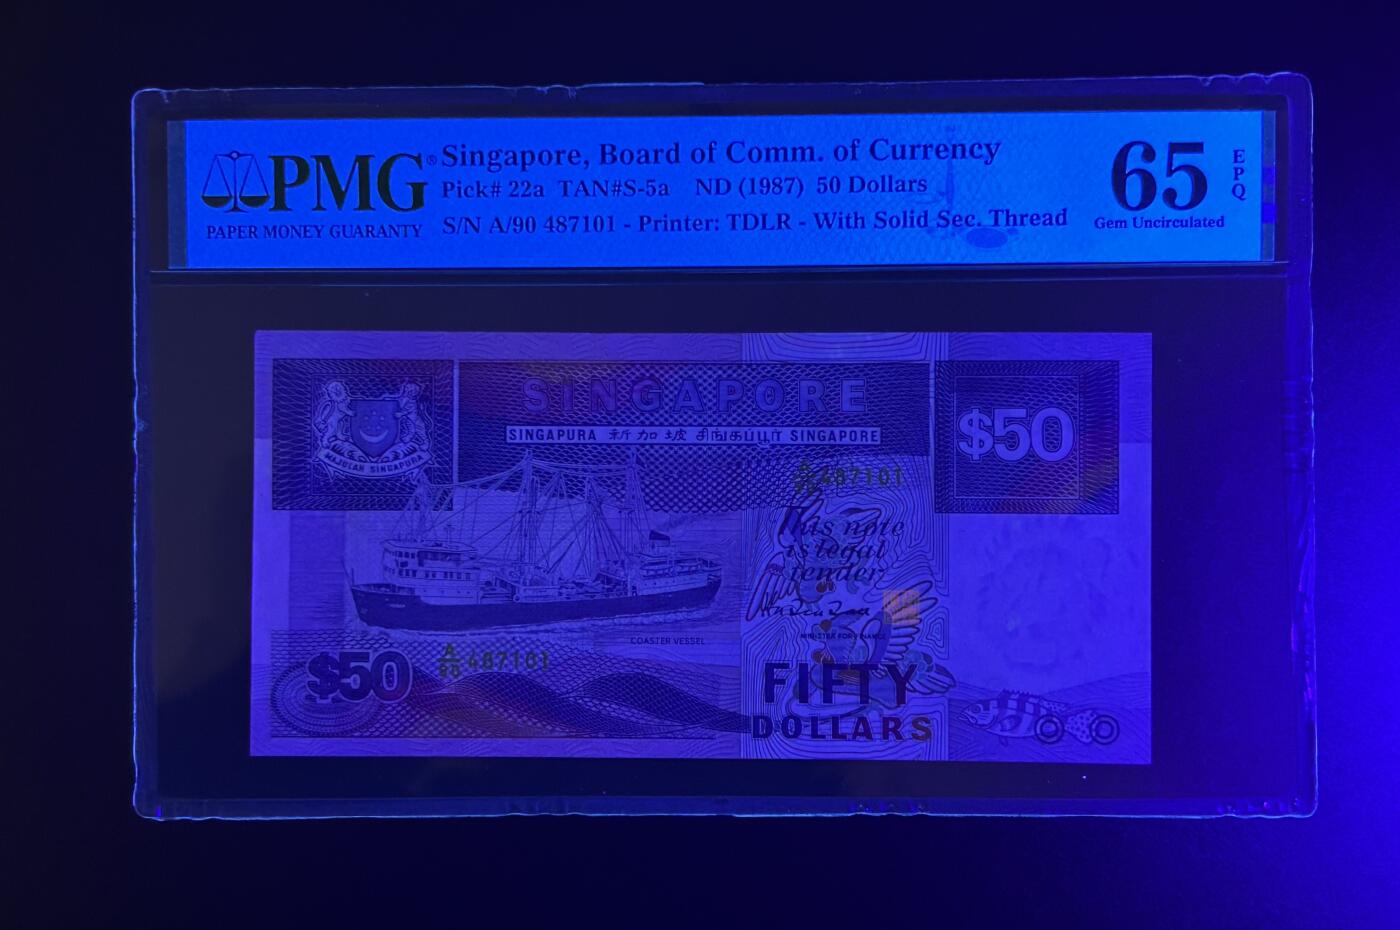 PMG®
PAPER MONEY GUARANTY
Singapore, Board of Comm. of Currency
Pick# 22a TAN#S-5a ND (1987) 50 Dollars
S/N A/90 487101 - Printer: TDLR - With Solid Sec. Thread
65
EPQ
Gem Uncirculated
SINGAPORE
SINGAPURA 新加坡 சிங்கப்பூர் SINGAPORE
$50
MAJULAH SINGAPURA
A/90 487101
This note
is legal
tender
MINISTER FOR FINANCE
COASTER VESSEL
$50
A/90 487101
FIFTY
DOLLARS